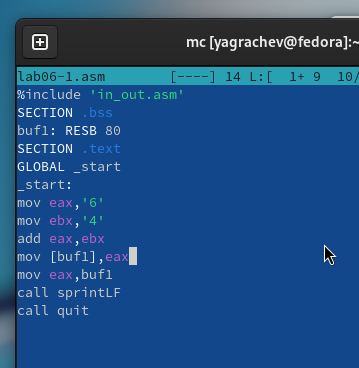 mc [yagrachev@fedora]:~
lab06-1.asm [----] 14 L:[ 1+ 9 10/
%include 'in_out.asm'
SECTION .bss
buf1: RESB 80
SECTION .text
GLOBAL _start
_start:
mov eax,'6'
mov ebx,'4'
add eax,ebx
mov [buf1],eax
mov eax,buf1
call sprintLF
call quit